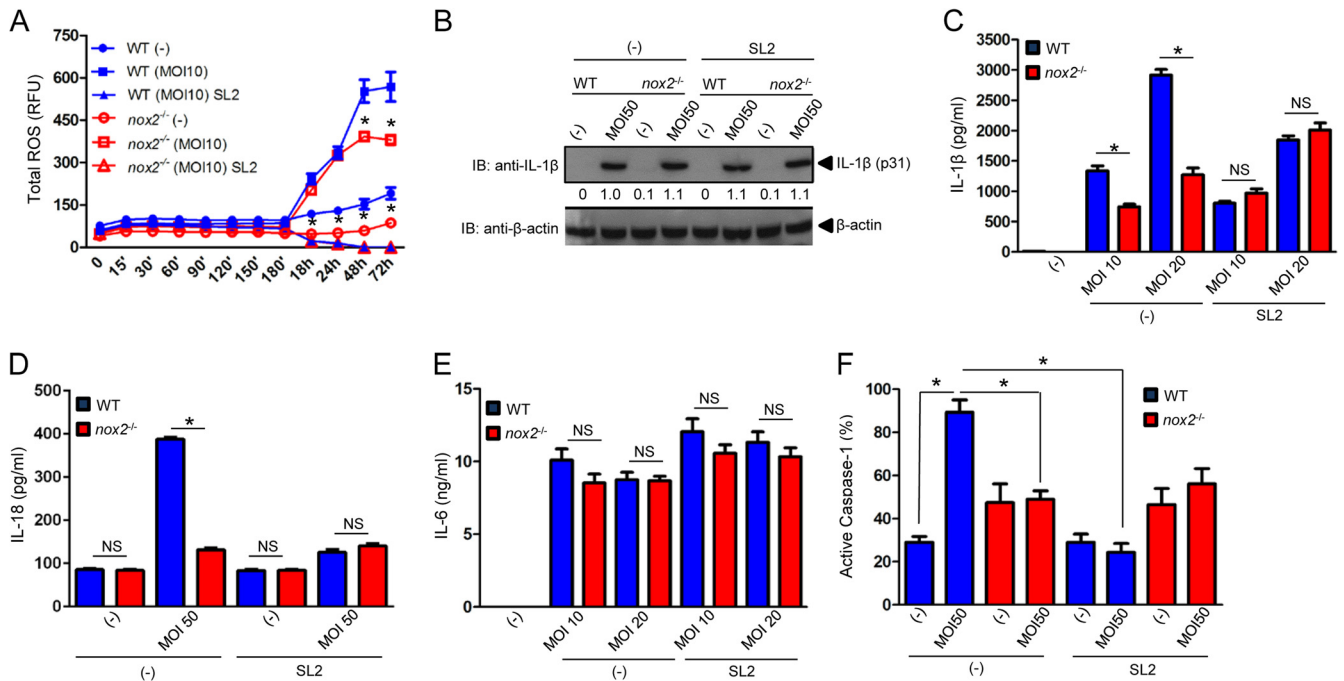 A
Total ROS (RFU)
750
600
450
300
150
0
WT (-)
WT (MOI10)
WT (MOI10) SL2
nox2-/- (-)
nox2-/- (MOI10)
nox2-/- (MOI10) SL2
* *
* * * *
0 15' 30' 60' 90' 120' 150' 180' 18h 24h 48h 72h
B
(-) SL2
WT nox2-/- WT nox2-/-
(-) MOI50 (-) MOI50 (-) MOI50 (-) MOI50
IB: anti-IL-1β
IL-1β (p31)
0 1.0 0.1 1.1 0 1.1 0.1 1.1
IB: anti-β-actin
β-actin
C
IL-1β (pg/ml)
3500
3000
2500
2000
1500
1000
500
0
WT
nox2-/-
* * NS NS
(-) MOI 10 MOI 20 MOI 10 MOI 20
(-) SL2
D
IL-18 (pg/ml)
500
400
300
200
100
0
WT
nox2-/-
NS * NS NS
(-) MOI 50 (-) MOI 50
(-) SL2
E
IL-6 (ng/ml)
15
10
5
0
WT
nox2-/-
NS NS NS NS
(-) MOI 10 MOI 20 MOI 10 MOI 20
(-) SL2
F
Active Caspase-1 (%)
100
80
60
40
20
0
WT
nox2-/-
* * *
(-) MOI50 (-) MOI50 (-) MOI50 (-) MOI50
(-) SL2